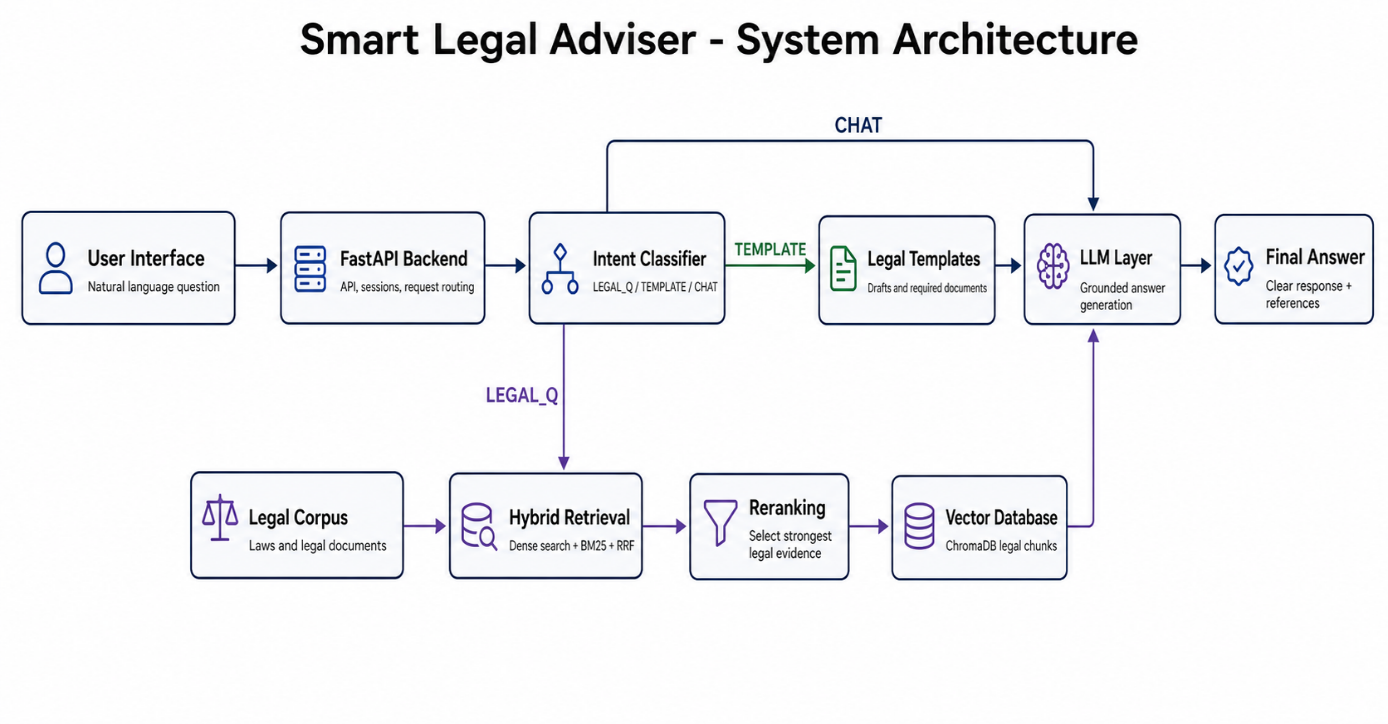 Smart Legal Adviser - System Architecture
CHAT
User Interface
Natural language question
FastAPI Backend
API, sessions, request routing
Intent Classifier
LEGAL_Q / TEMPLATE / CHAT
TEMPLATE
Legal Templates
Drafts and required documents
LLM Layer
Grounded answer
generation
Final Answer
Clear response +
references
LEGAL_Q
Legal Corpus
Laws and legal documents
Hybrid Retrieval
Dense search + BM25 + RRF
Reranking
Select strongest
legal evidence
Vector Database
ChromaDB legal chunks